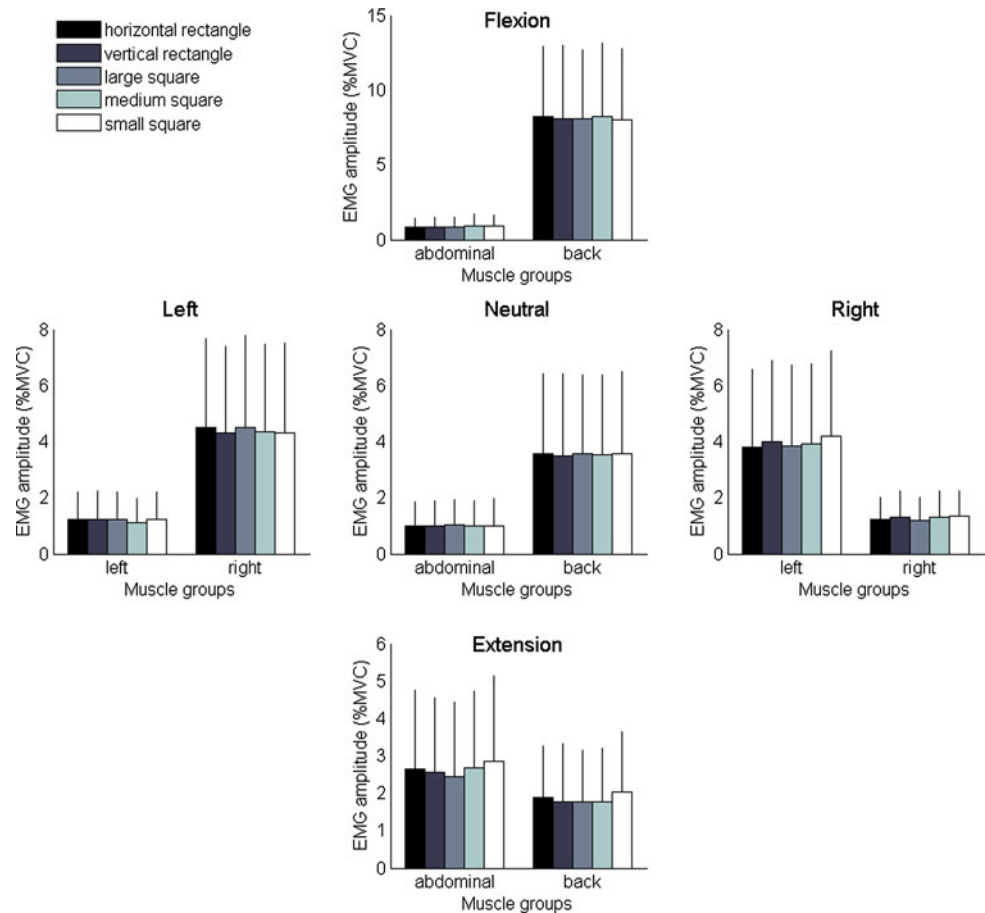 horizontal rectangle
vertical rectangle
large square
medium square
small square
Flexion
EMG amplitude (%MVC)
15
10
5
0
abdominal back
Muscle groups
Left
EMG amplitude (%MVC)
8
6
4
2
0
left right
Muscle groups
Neutral
EMG amplitude (%MVC)
8
6
4
2
0
abdominal back
Muscle groups
Right
EMG amplitude (%MVC)
8
6
4
2
0
left right
Muscle groups
Extension
EMG amplitude (%MVC)
6
5
4
3
2
1
0
abdominal back
Muscle groups